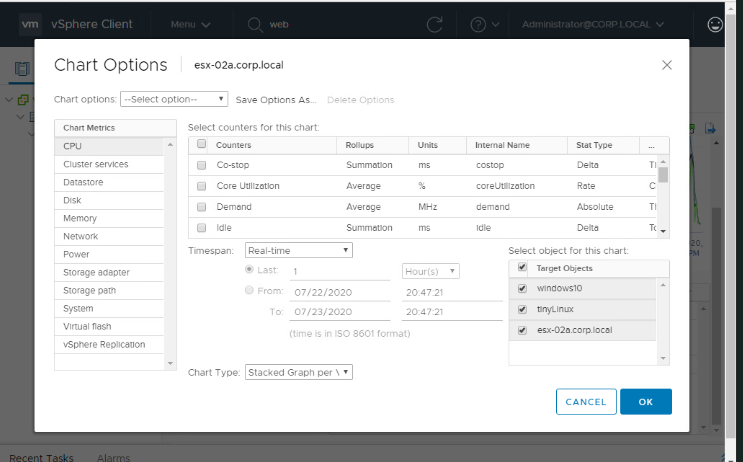 vm vSphere Client Menu web Administrator@CORP.LOCAL
Chart Options esx-02a.corp.local
Chart options: --Select option-- Save Options As... Delete Options
Chart Metrics
CPU
Cluster services
Datastore
Disk
Memory
Network
Power
Storage adapter
Storage path
System
Virtual flash
vSphere Replication
Select counters for this chart:
Counters Rollups Units Internal Name Stat Type ...
Co-stop Summation ms costop Delta
Core Utilization Average % coreUtilization Rate
Demand Average MHz demand Absolute
Idle Summation ms idle Delta
Timespan: Real-time
Last: 1 Hour(s)
From: 07/22/2020 20:47:21
To: 07/23/2020 20:47:21
(time is in ISO 8601 format)
Chart Type: Stacked Graph per V
Select object for this chart:
Target Objects
windows10
tinyLinux
esx-02a.corp.local
CANCEL OK
Recent Tasks Alarms